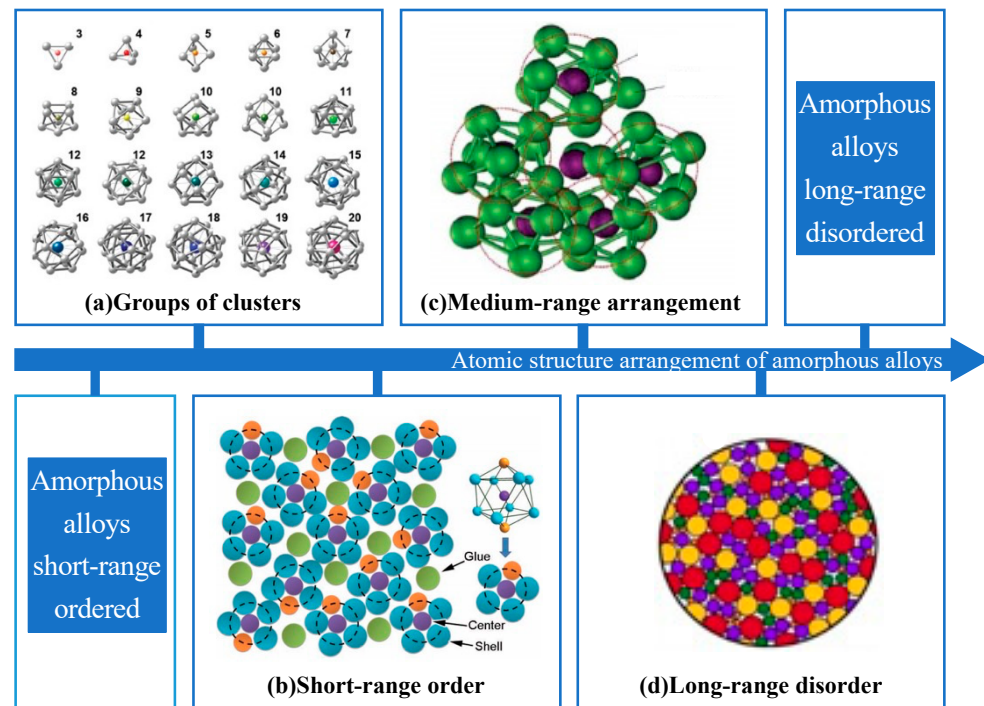 3 4 5 6 7
8 9 10 10 11
12 12 13 14 15
16 17 18 19 20
(a)Groups of clusters
(c)Medium-range arrangement
Amorphous
alloys
long-range
disordered
Atomic structure arrangement of amorphous alloys
Amorphous
alloys
short-range
ordered
Glue
Center
Shell
(b)Short-range order
(d)Long-range disorder